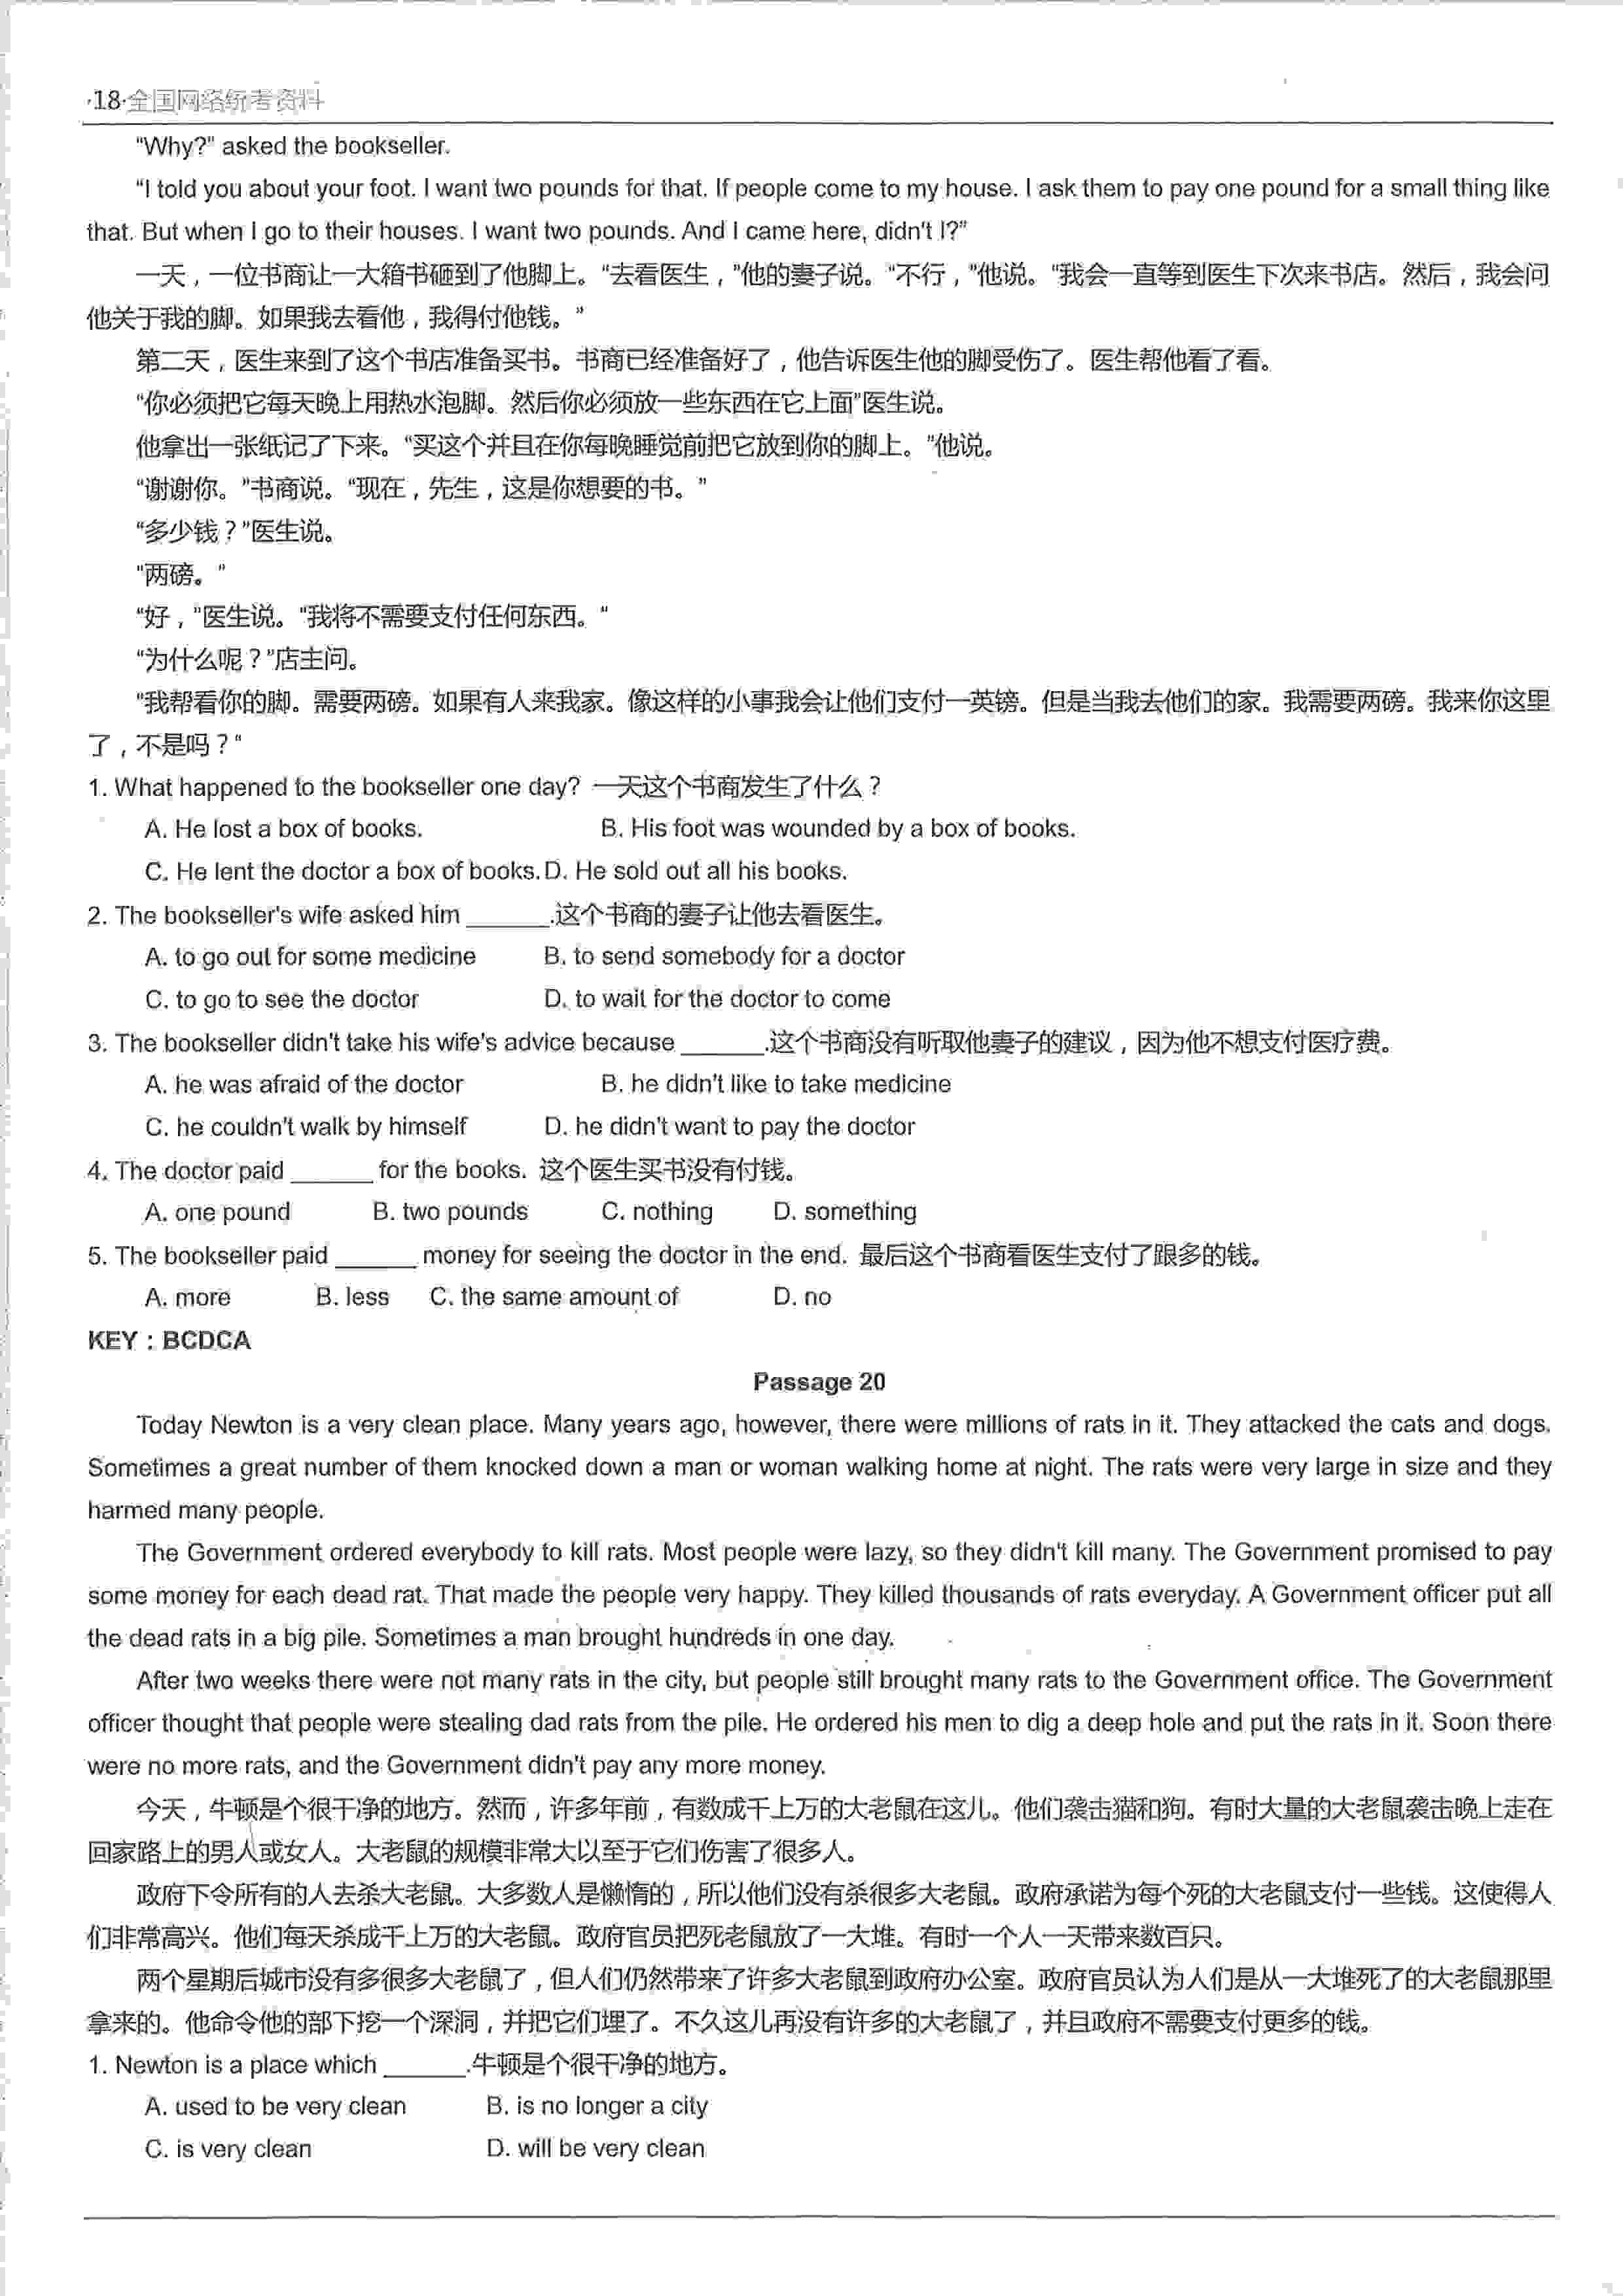 ·18·全国网络统考资料
"Why?" asked the bookseller.
"I told you about your foot. I want two pounds for that. If people come to my house. I ask them to pay one pound for a small thing like
that. But when I go to their houses. I want two pounds. And I came here, didn't I?"
一天，一位书商让一大箱书砸到了他脚上。"去看医生，"他的妻子说。"不行，"他说。"我会一直等到医生下次来书店。然后，我会问
他关于我的脚。如果我去看他，我得付他钱。"
第二天，医生来到了这个书店准备买书。书商已经准备好了，他告诉医生他的脚受伤了。医生帮他看了看。
"你必须把它每天晚上用热水泡脚。然后你必须放一些东西在它上面"医生说。
他拿出一张纸记了下来。"买这个并且在你每晚睡觉前把它放到你的脚上。"他说。
"谢谢你。"书商说。"现在，先生，这是你想要的书。"
"多少钱？"医生说。
"两磅。"
"好，"医生说。"我将不需要支付任何东西。"
"为什么呢？"店主问。
"我帮看你的脚。需要两磅。如果有人来我家。像这样的小事我会让他们支付一英镑。但是当我去他们的家。我需要两磅。我来你这里
了，不是吗？"
1. What happened to the bookseller one day? 一天这个书商发生了什么？
A. He lost a box of books. B. His foot was wounded by a box of books.
C. He lent the doctor a box of books. D. He sold out all his books.
2. The bookseller's wife asked him ______.这个书商的妻子让他去看医生。
A. to go out for some medicine B. to send somebody for a doctor
C. to go to see the doctor D. to wait for the doctor to come
3. The bookseller didn't take his wife's advice because ______.这个书商没有听取他妻子的建议，因为他不想支付医疗费。
A. he was afraid of the doctor B. he didn't like to take medicine
C. he couldn't walk by himself D. he didn't want to pay the doctor
4. The doctor paid ______ for the books. 这个医生买书没有付钱。
A. one pound B. two pounds C. nothing D. something
5. The bookseller paid ______ money for seeing the doctor in the end. 最后这个书商看医生支付了跟多的钱。
A. more B. less C. the same amount of D. no
KEY：BCDCA
Passage 20
Today Newton is a very clean place. Many years ago, however, there were millions of rats in it. They attacked the cats and dogs.
Sometimes a great number of them knocked down a man or woman walking home at night. The rats were very large in size and they
harmed many people.
The Government ordered everybody to kill rats. Most people were lazy, so they didn't kill many. The Government promised to pay
some money for each dead rat. That made the people very happy. They killed thousands of rats everyday. A Government officer put all
the dead rats in a big pile. Sometimes a man brought hundreds in one day.
After two weeks there were not many rats in the city, but people still brought many rats to the Government office. The Government
officer thought that people were stealing dad rats from the pile. He ordered his men to dig a deep hole and put the rats in it. Soon there
were no more rats, and the Government didn't pay any more money.
今天，牛顿是个很干净的地方。然而，许多年前，有数成千上万的大老鼠在这儿。他们袭击猫和狗。有时大量的大老鼠袭击晚上走在
回家路上的男人或女人。大老鼠的规模非常大以至于它们伤害了很多人。
政府下令所有的人去杀大老鼠。大多数人是懒惰的，所以他们没有杀很多大老鼠。政府承诺为每个死的大老鼠支付一些钱。这使得人
们非常高兴。他们每天杀成千上万的大老鼠。政府官员把死老鼠放了一大堆。有时一个人一天带来数百只。
两个星期后城市没有多很多大老鼠了，但人们仍然带来了许多大老鼠到政府办公室。政府官员认为人们是从一大堆死了的大老鼠那里
拿来的。他命令他的部下挖一个深洞，并把它们埋了。不久这儿再没有许多的大老鼠了，并且政府不需要支付更多的钱。
1. Newton is a place which ______.牛顿是个很干净的地方。
A. used to be very clean B. is no longer a city
C. is very clean D. will be very clean